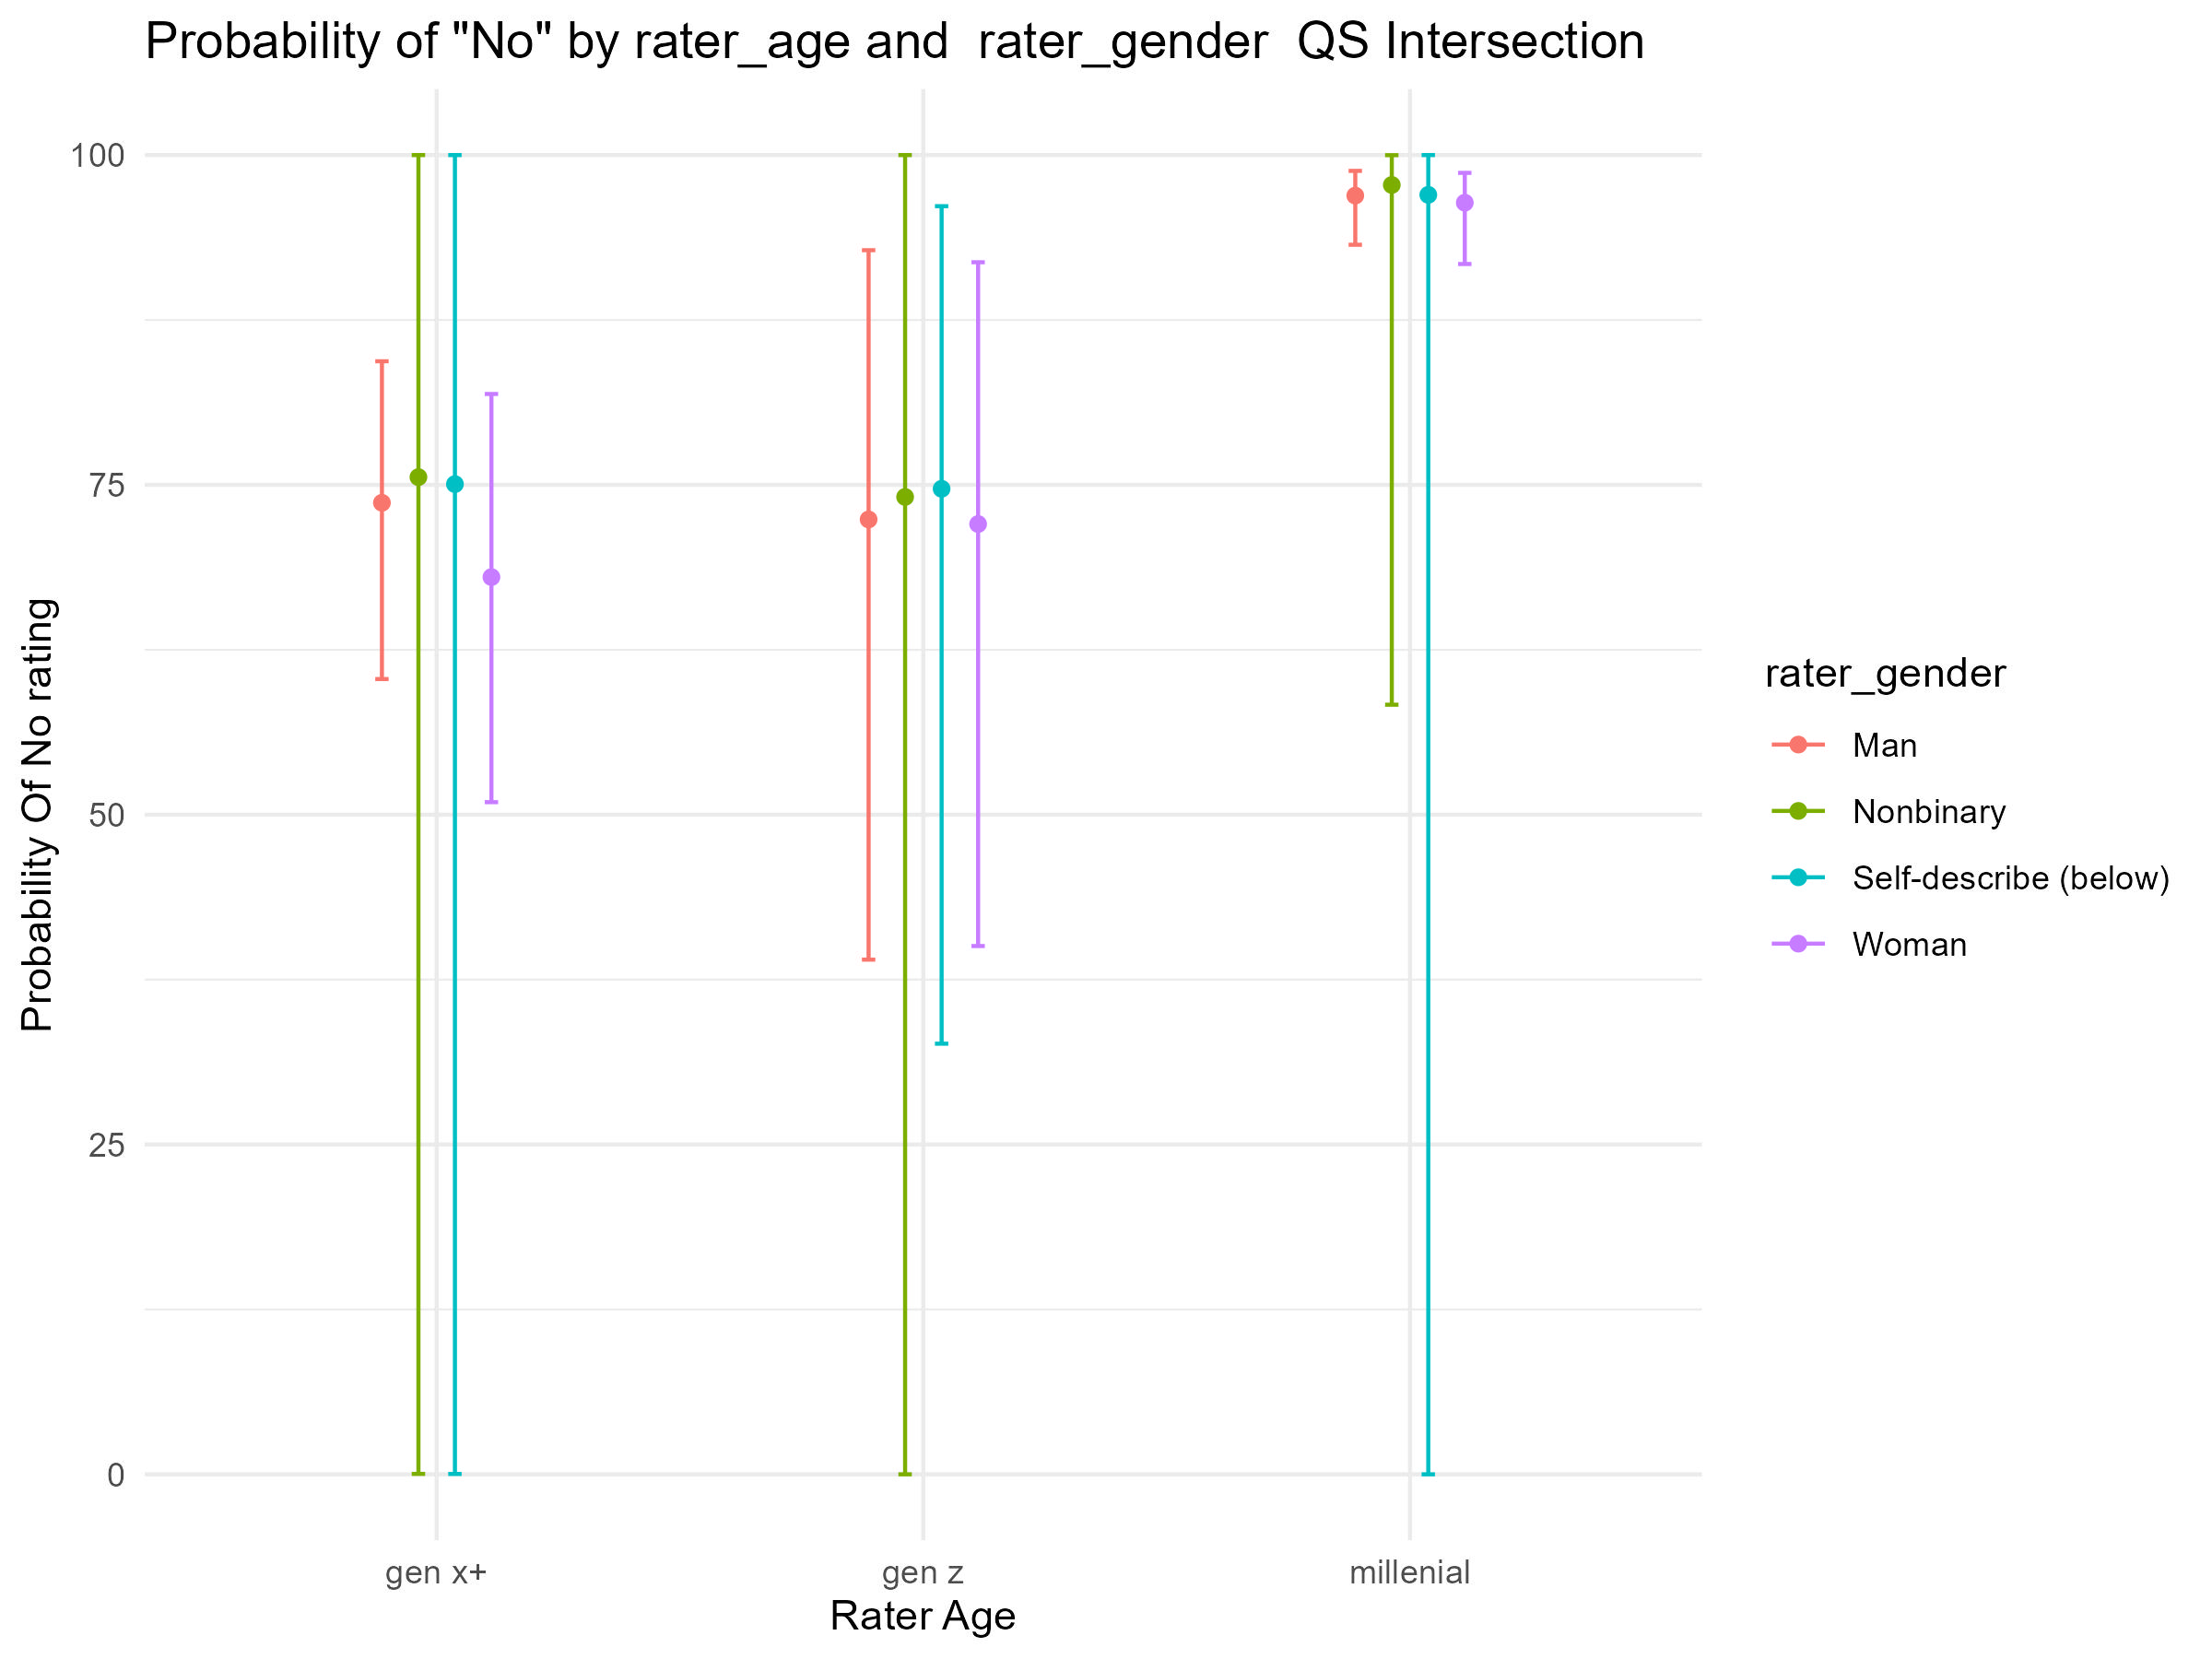 Probability of "No" by rater_age and  rater_gender  QS Intersection
100
75
50
25
0
Probability Of No rating
gen x+
gen z
millenial
Rater Age
rater_gender
Man
Nonbinary
Self-describe (below)
Woman